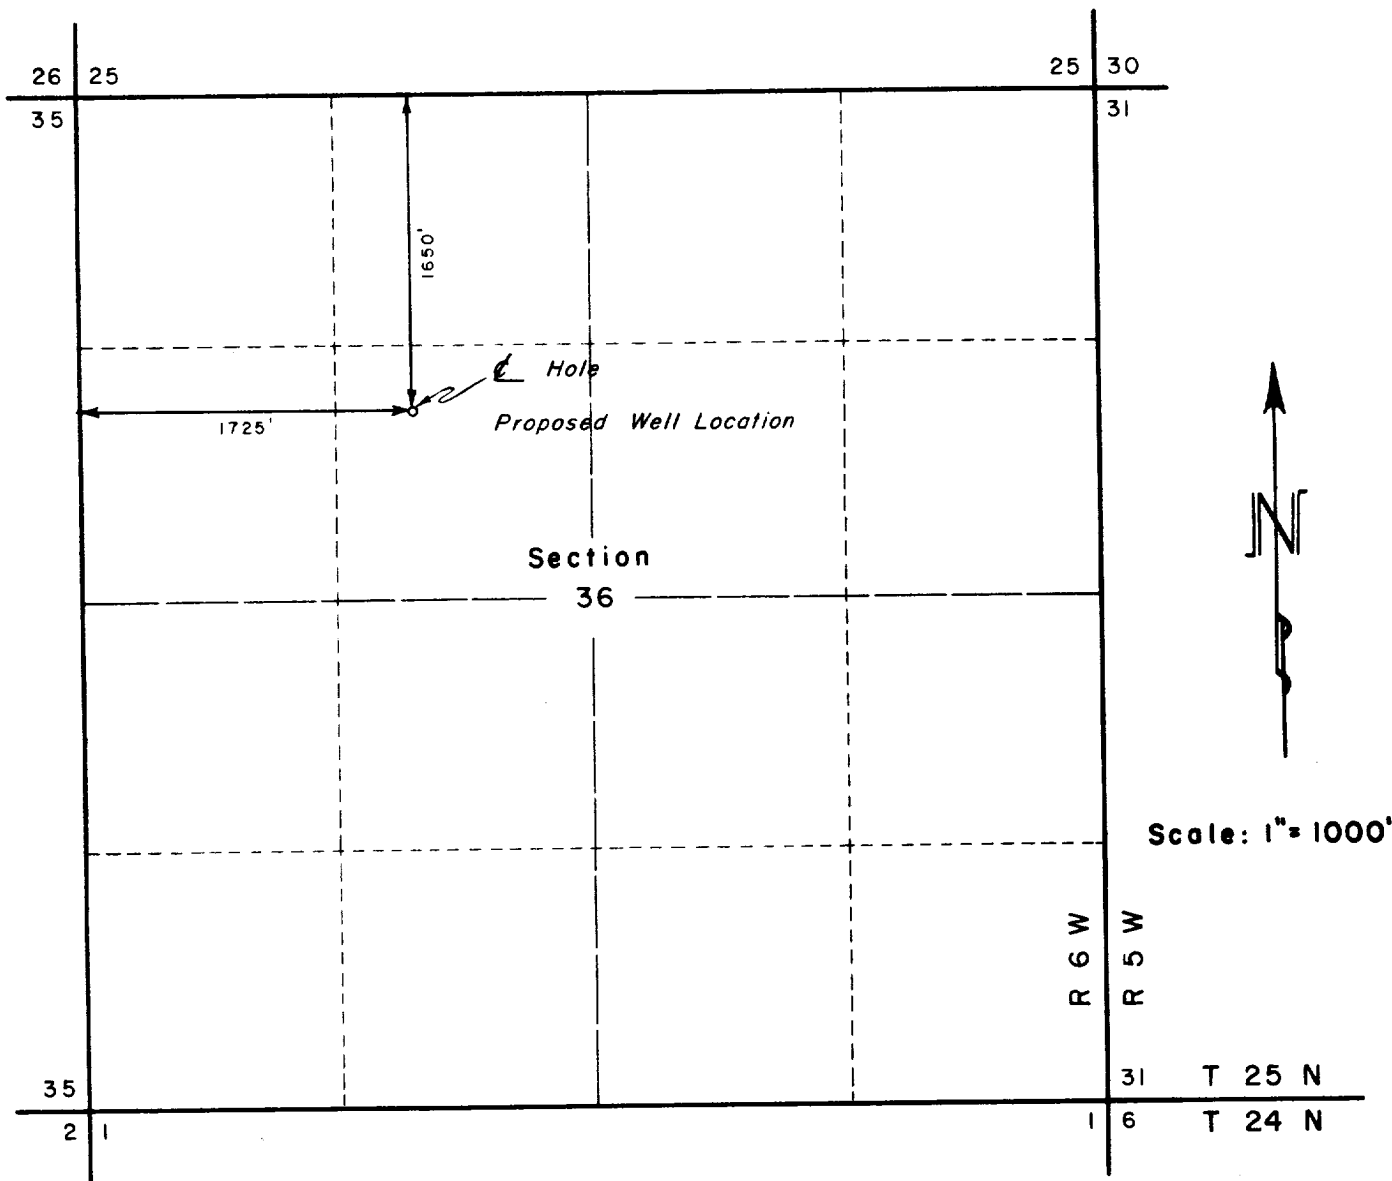 26 25
25 30
35
31
1650'
℄ Hole
1725'
Proposed Well Location
N
Section
36
Scale: 1"= 1000'
R 6 W
R 5 W
35
31 T 25 N
2 1
1 6 T 24 N